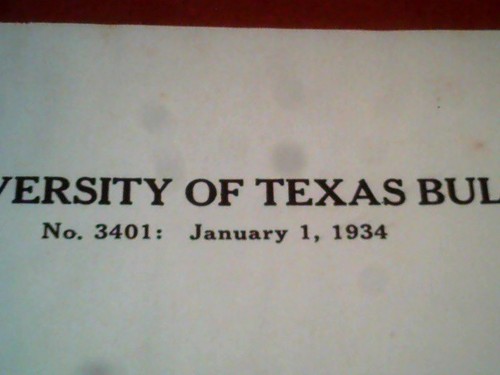 VERSITY OF TEXAS BUL
No. 3401: January 1, 1934